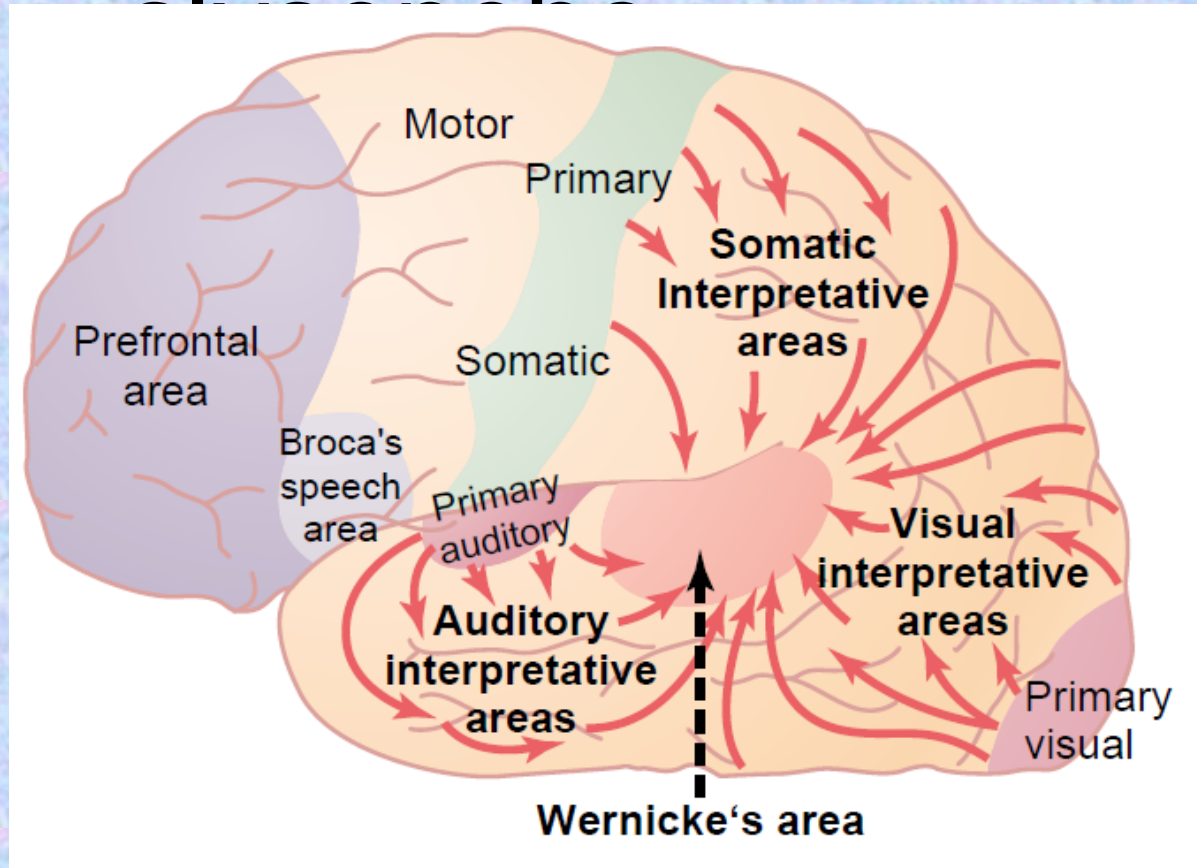 Motor
Primary
Somatic
Interpretative
areas
Prefrontal
area
Somatic
Broca's
speech
area
Primary
auditory
Visual
interpretative
areas
Auditory
interpretative
areas
Primary
visual
Wernicke‘s area